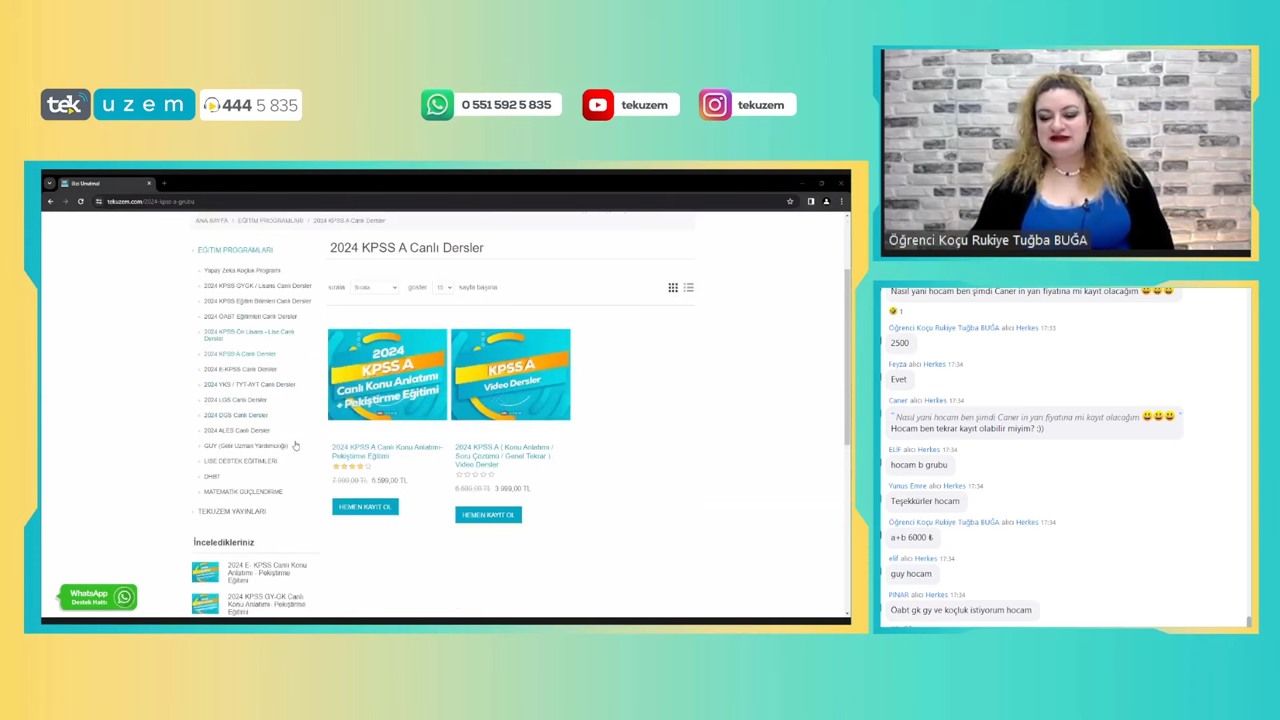 tek uzem 444 5 835
0 551 592 5 835
tekuzem
tekuzem
Öğrenci Koçu Rukiye Tuğba BUĞA
tekuzem.com/2024-kpss-a-grubu
ANA SAYFA
EĞİTİM PROGRAMLARI
2024 KPSS A Canlı Dersler
EĞİTİM PROGRAMLARI
Yapay Zeka Koçluk Programı
2024 KPSS GYGK / Lisans Canlı Dersler
2024 KPSS Eğitim Bilimleri Canlı Dersler
2024 ÖABT Eğitimleri Canlı Dersler
2024 KPSS Ön Lisans - Lise Canlı
Dersler
2024 KPSS A Canlı Dersler
2024 E-KPSS Canlı Dersler
2024 YKS / TYT-AYT Canlı Dersler
2024 LGS Canlı Dersler
2024 DGS Canlı Dersler
2024 ALES Canlı Dersler
GUY (Gelir Uzman Yardımcılığı)
LİSE DESTEK EĞİTİMLERİ
DHBT
MATEMATİK GÜÇLENDİRME
TEKUZEM YAYINLARI
İnceledikleriniz
2024 E- KPSS Canlı Konu
Anlatımı - Pekiştirme
Eğitimi
2024 KPSS GY-GK Canlı
Konu Anlatımı- Pekiştirme
Eğitimi
WhatsApp
Destek Hattı
2024 KPSS A Canlı Dersler
sırala
göster
15
sayfa başına
2024
KPSS A
Canlı Konu Anlatımı
+ Pekiştirme Eğitimi
KPSS A
Video Dersler
2024 KPSS A Canlı Konu Anlatımı-
Pekiştirme Eğitimi
7.999,00 TL 6.599,00 TL
HEMEN KAYIT OL
2024 KPSS A ( Konu Anlatımı /
Soru Çözümü / Genel Tekrar )
Video Dersler
3.999,00 TL
HEMEN KAYIT OL
Nasıl yani hocam ben şimdi Caner in yarı fiyatına mı kayıt olacağım 😀😀😀
🤣 1
Öğrenci Koçu Rukiye Tuğba BUĞA alıcı Herkes 17:33
2500
Feyza alıcı Herkes 17:34
Evet
Caner alıcı Herkes 17:34
"Nasıl yani hocam ben şimdi Caner in yarı fiyatına mı kayıt olacağım 😀😀😀"
Hocam ben tekrar kayıt olabilir miyim? :))
ELİF alıcı Herkes 17:34
hocam b grubu
Yunus Emre alıcı Herkes 17:34
Teşekkürler hocam
Öğrenci Koçu Rukiye Tuğba BUĞA alıcı Herkes 17:34
a+b 6000 ₺
elif alıcı Herkes 17:34
guy hocam
PINAR alıcı Herkes 17:34
Öabt gk gy ve koçluk istiyorum hocam